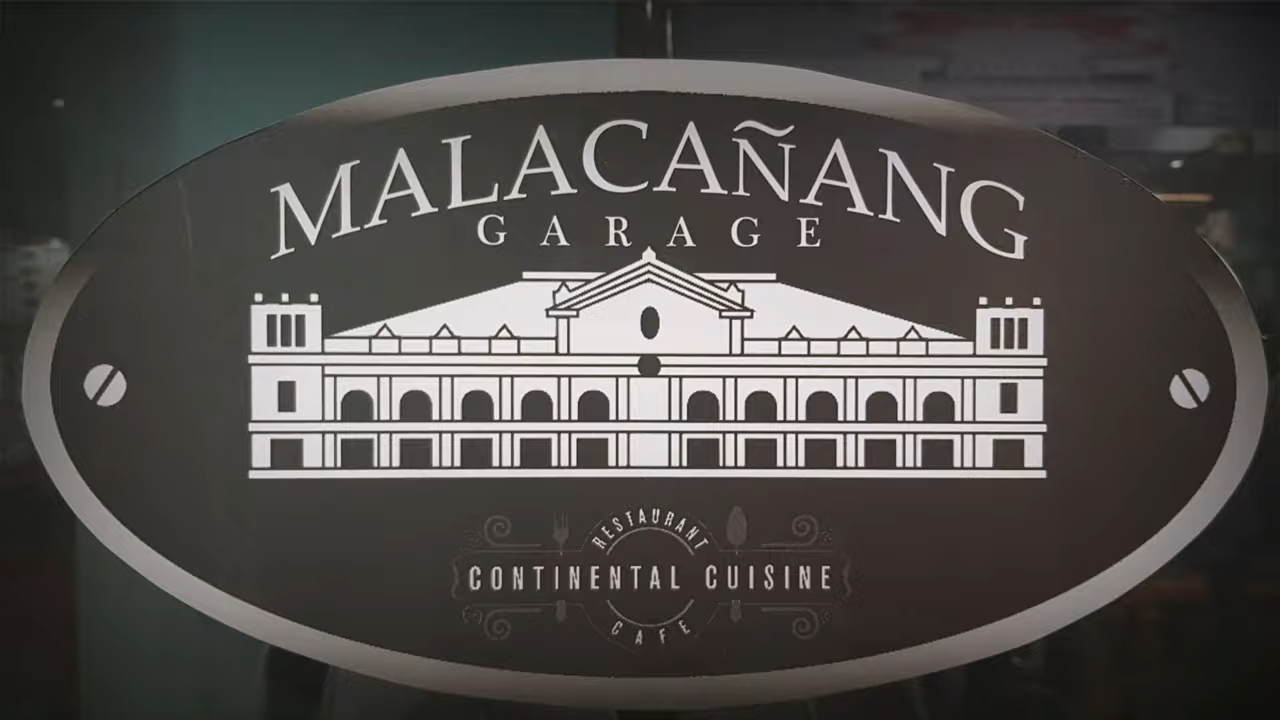 MALACAÑANG
GARAGE
RESTAURANT
CONTINENTAL CUISINE
CAFE